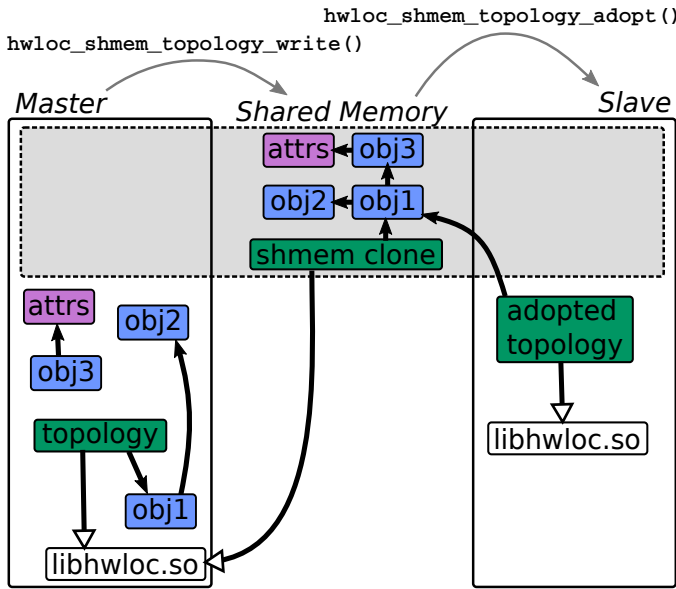 hwloc_shmem_topology_adopt()
hwloc_shmem_topology_write()
Master
Shared Memory
Slave
attrs
obj3
obj2
obj1
shmem clone
attrs
obj2
adopted
topology
obj3
topology
libhwloc.so
obj1
libhwloc.so